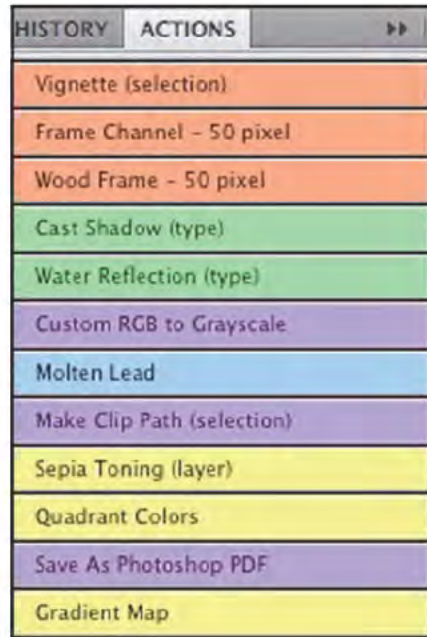 HISTORY ACTIONS
Vignette (selection)
Frame Channel - 50 pixel
Wood Frame - 50 pixel
Cast Shadow (type)
Water Reflection (type)
Custom RGB to Grayscale
Molten Lead
Make Clip Path (selection)
Sepia Toning (layer)
Quadrant Colors
Save As Photoshop PDF
Gradient Map